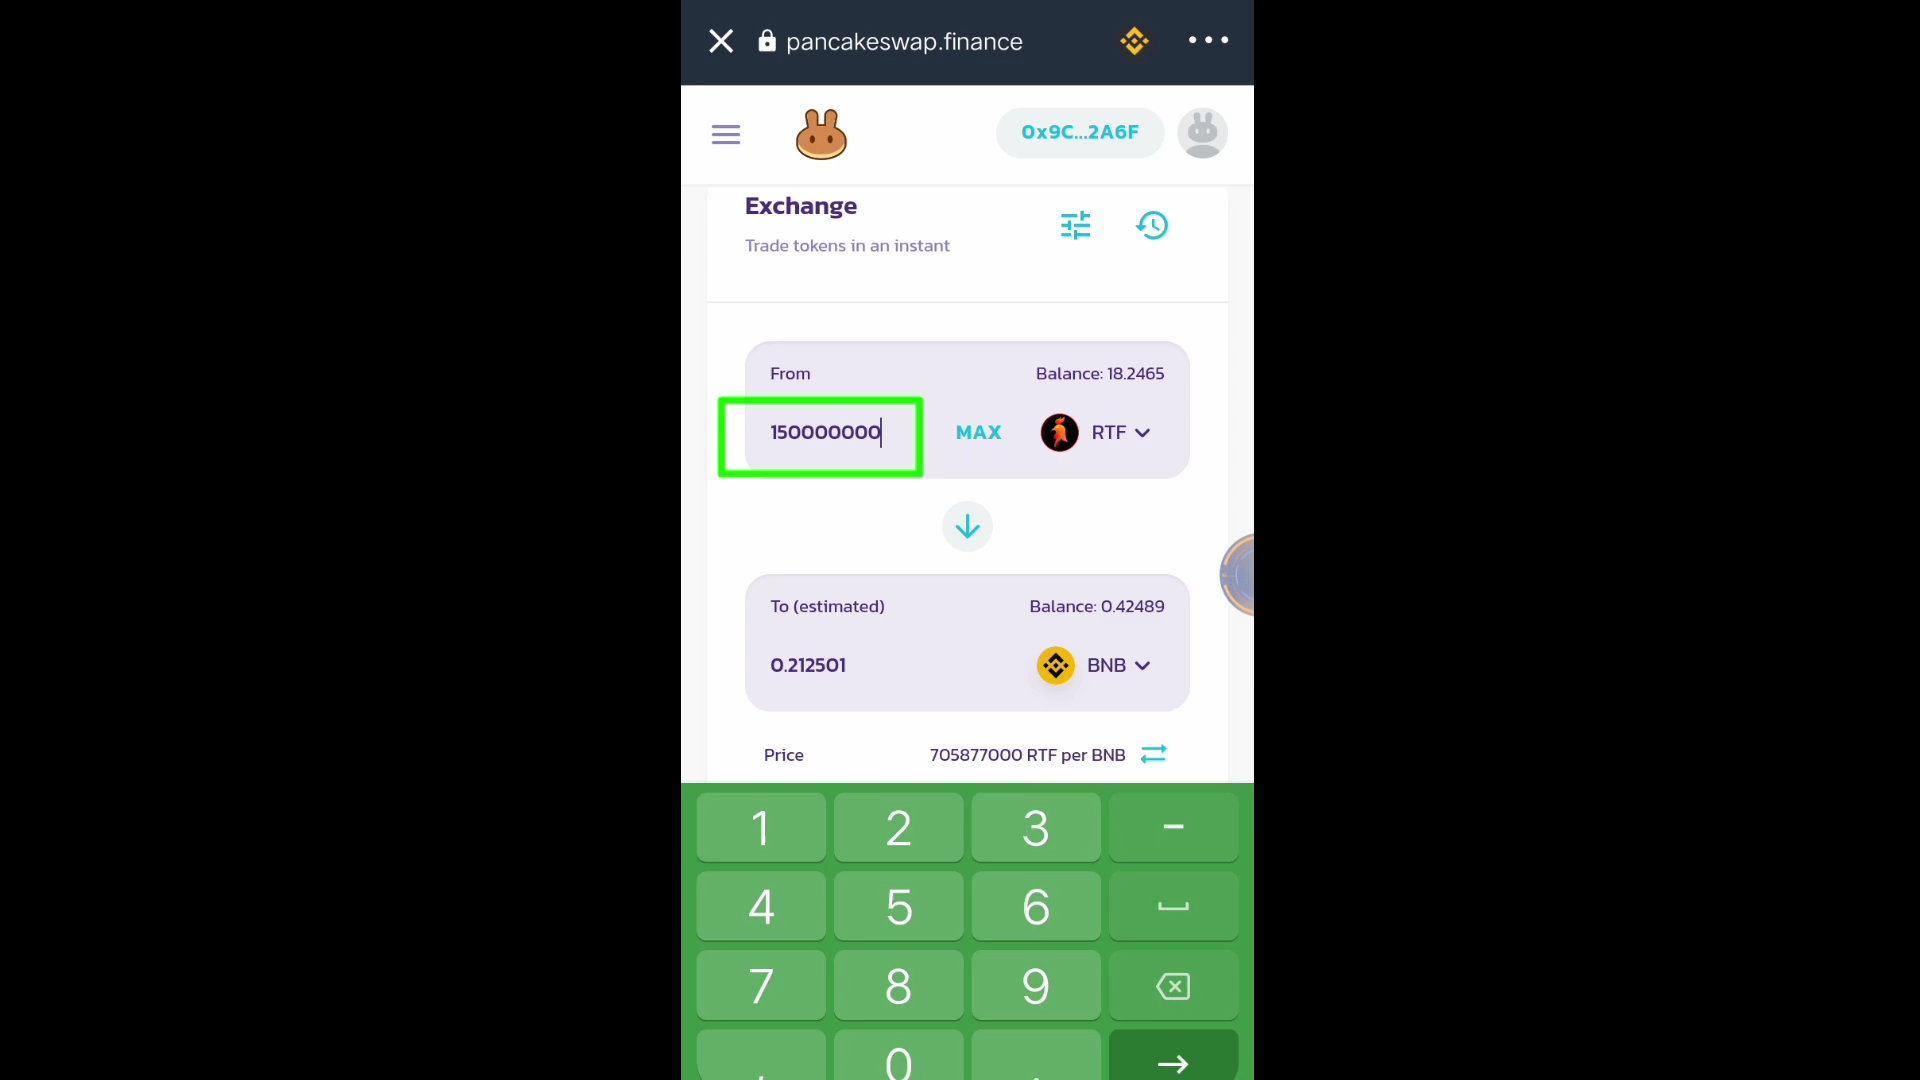 pancakeswap.finance
0x9C...2A6F
Exchange
Trade tokens in an instant
From
Balance: 18.2465
150000000
MAX
RTF
To (estimated)
Balance: 0.42489
0.212501
BNB
Price
705877000 RTF per BNB
1 2 3 -
4 5 6
7 8 9
, 0 .